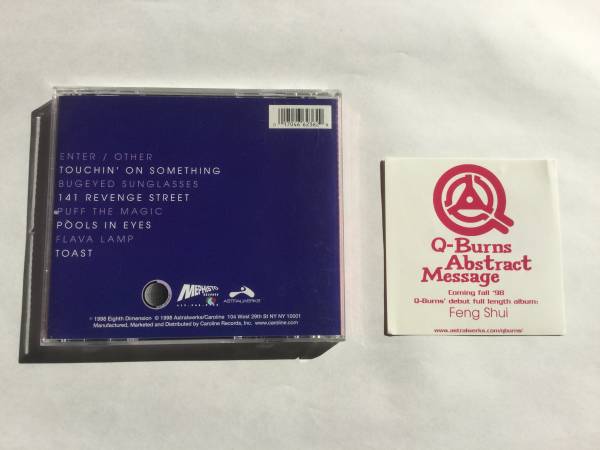 ENTER / OTHER
TOUCHIN' ON SOMETHING
BUGEYED SUNGLASSES
141 REVENGE STREET
PUFF THE MAGIC
POOLS IN EYES
FLAVA LAMP
TOAST
MEPHISTO
ASTRALWERKS
© 1998 Eighth Dimension ℗ 1998 Astralwerks/Caroline 104 West 29th St NY NY 10001
Manufactured, Marketed and Distributed by Caroline Records, Inc. www.caroline.com
Q-Burns
Abstract
Message
Coming fall '98
Q-Burns' debut full length album:
Feng Shui
www.astralwerks.com/qburns/